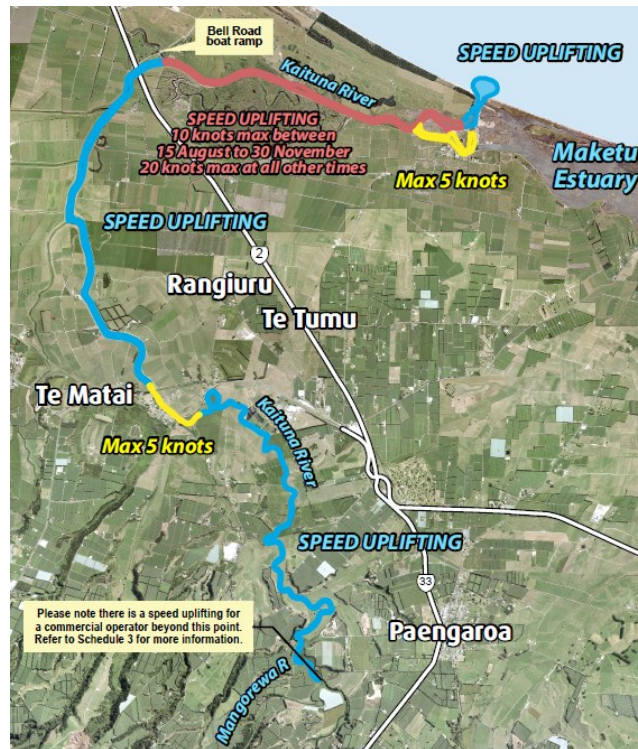 Bell Road
boat ramp
SPEED UPLIFTING
Kaituna River
SPEED UPLIFTING
10 knots max between
15 August to 30 November
20 knots max at all other times
Max 5 knots
Maketu
Estuary
SPEED UPLIFTING
2
Rangiuru
Te Tumu
Te Matai
Max 5 knots
Kaituna River
SPEED UPLIFTING
33
Please note there is a speed uplifting for
a commercial operator beyond this point.
Refer to Schedule 3 for more information.
Paengaroa
Mangorewa R